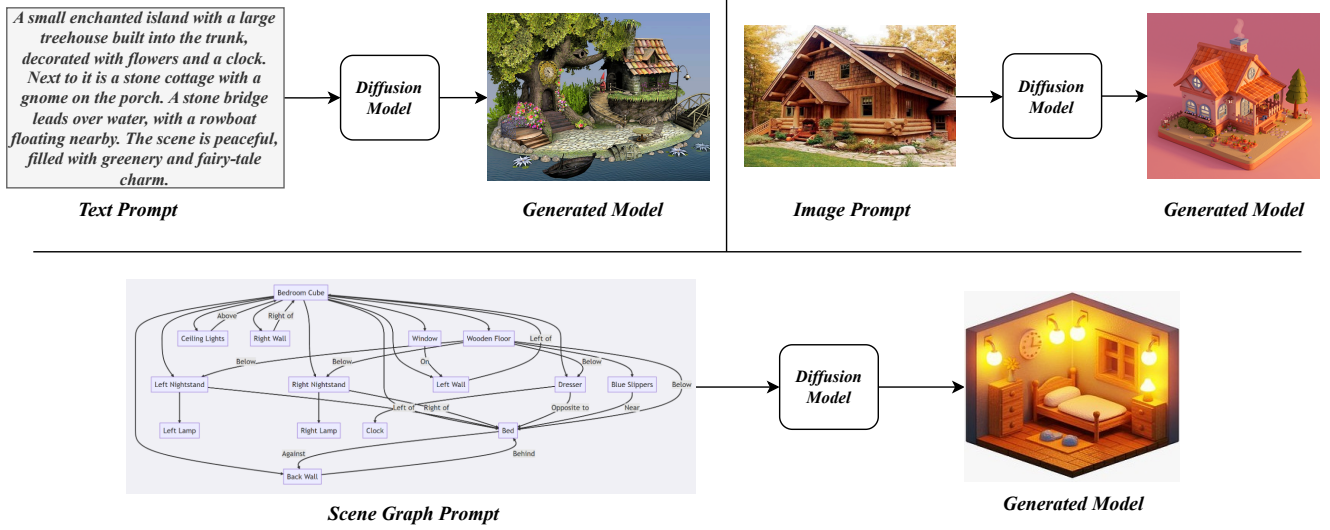 A small enchanted island with a large
treehouse built into the trunk,
decorated with flowers and a clock.
Next to it is a stone cottage with a
gnome on the porch. A stone bridge
leads over water, with a rowboat
floating nearby. The scene is peaceful,
filled with greenery and fairy-tale
charm.
Text Prompt
Diffusion
Model
Generated Model
Image Prompt
Diffusion
Model
Generated Model
Bedroom Cube
Above
Right of
Ceiling Lights
Right Wall
Window
Wooden Floor
Left of
Below
Below
On
Below
Left Nightstand
Right Nightstand
Left Wall
Dresser
Blue Slippers
Below
Left of
Right of
Opposite to
Near
Left Lamp
Right Lamp
Clock
Bed
Against
Behind
Back Wall
Scene Graph Prompt
Diffusion
Model
Generated Model